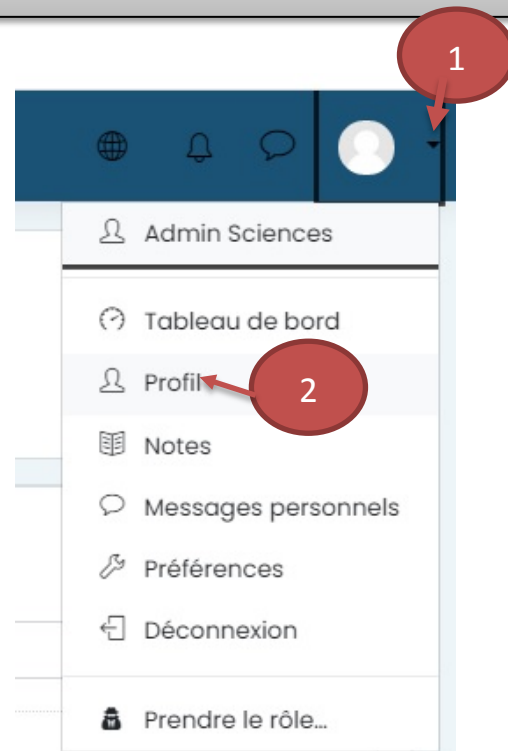 1
Admin Sciences
Tableau de bord
Profil
2
Notes
Messages personnels
Préférences
Déconnexion
Prendre le rôle...